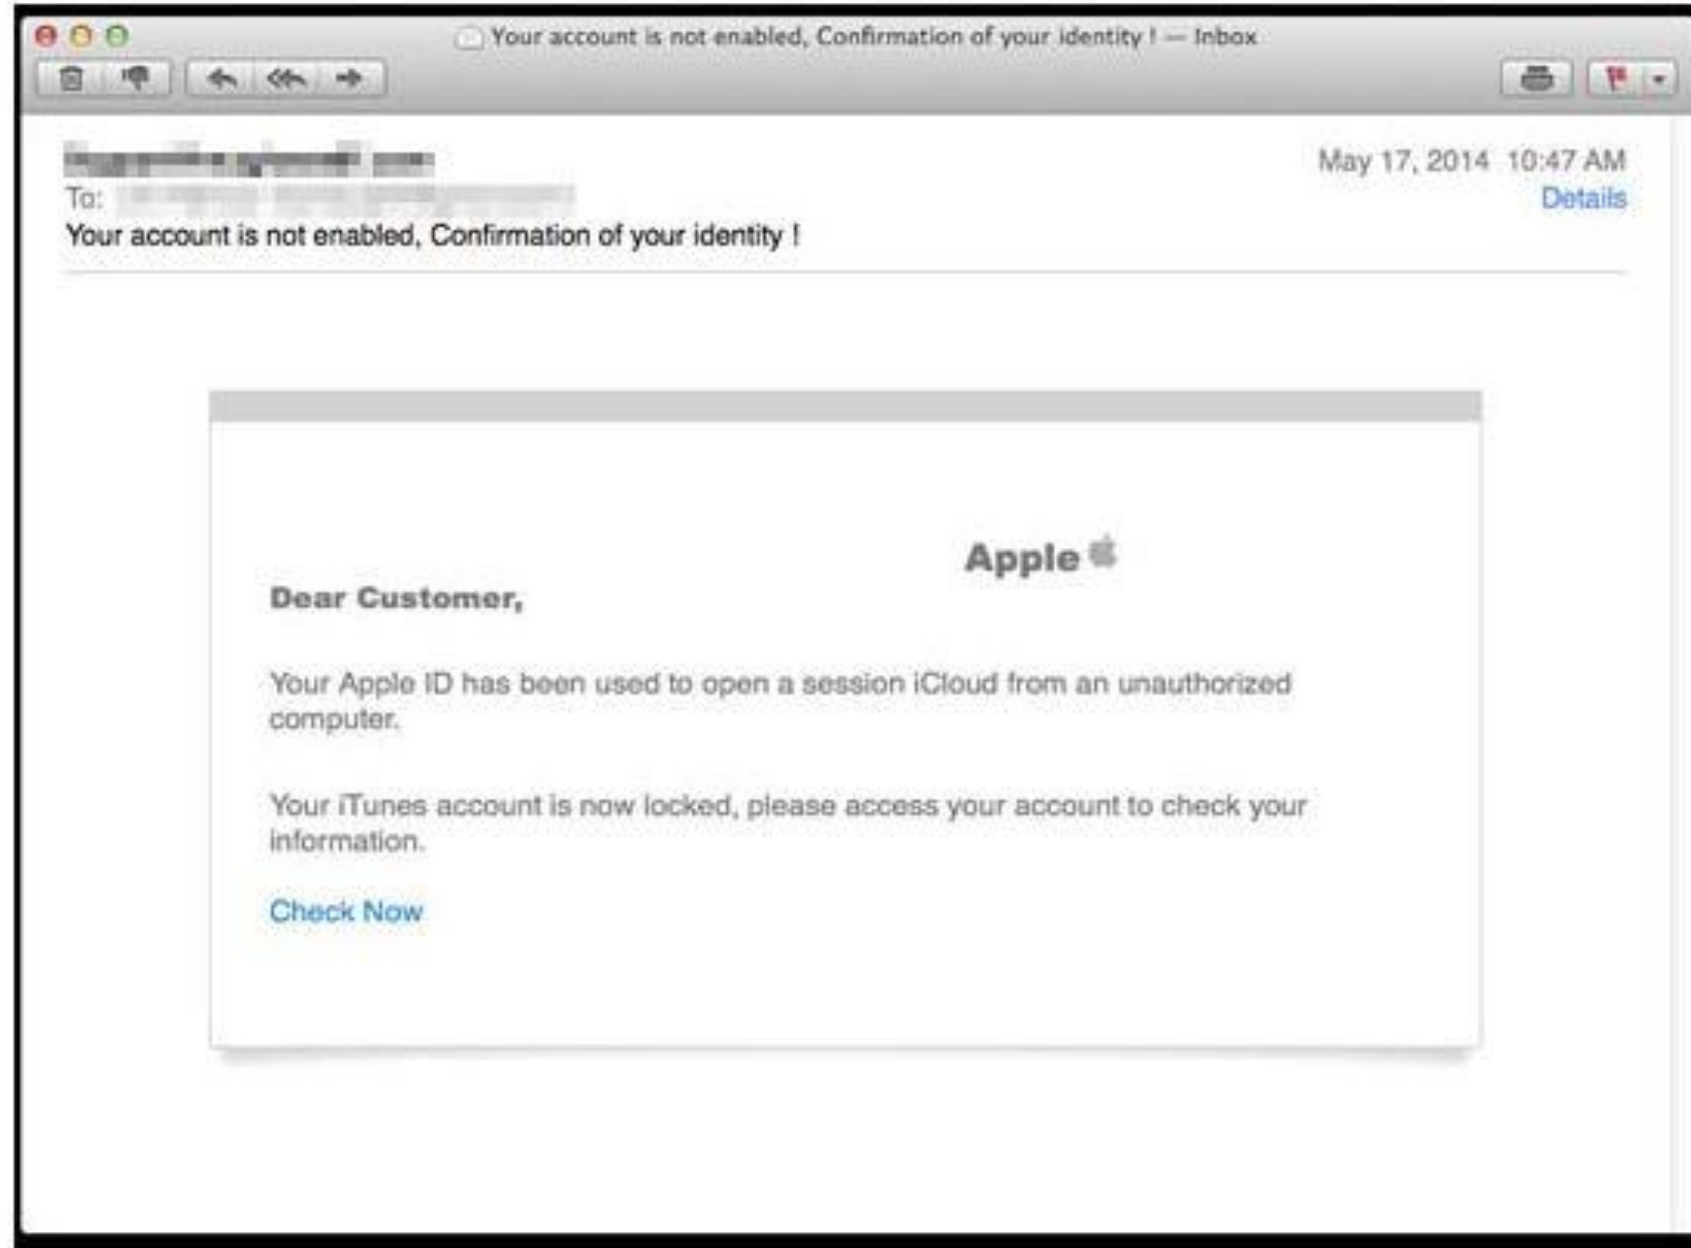 Your account is not enabled, Confirmation of your identity ! — Inbox
May 17, 2014 10:47 AM
To:
Details
Your account is not enabled, Confirmation of your identity !
Apple
Dear Customer,
Your Apple ID has been used to open a session iCloud from an unauthorized
computer.
Your iTunes account is now locked, please access your account to check your
information.
Check Now